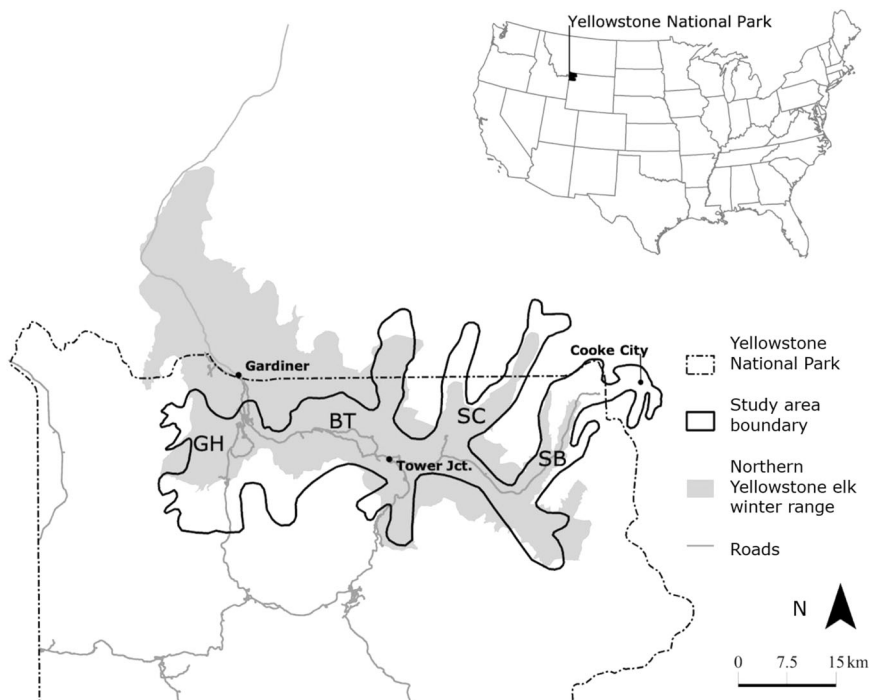 Yellowstone National Park
Gardiner
Cooke City
GH
BT
SC
SB
Tower Jct.
Yellowstone
National Park
Study area
boundary
Northern
Yellowstone elk
winter range
Roads
N
0 7.5 15 km